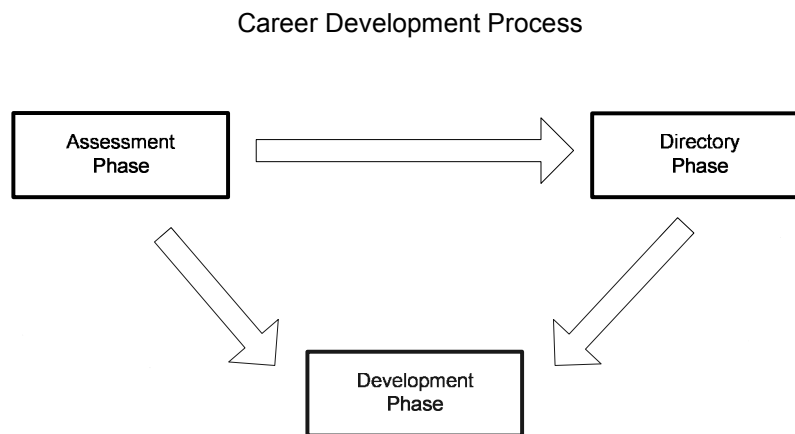 Career Development Process
Assessment
Phase
Directory
Phase
Development
Phase